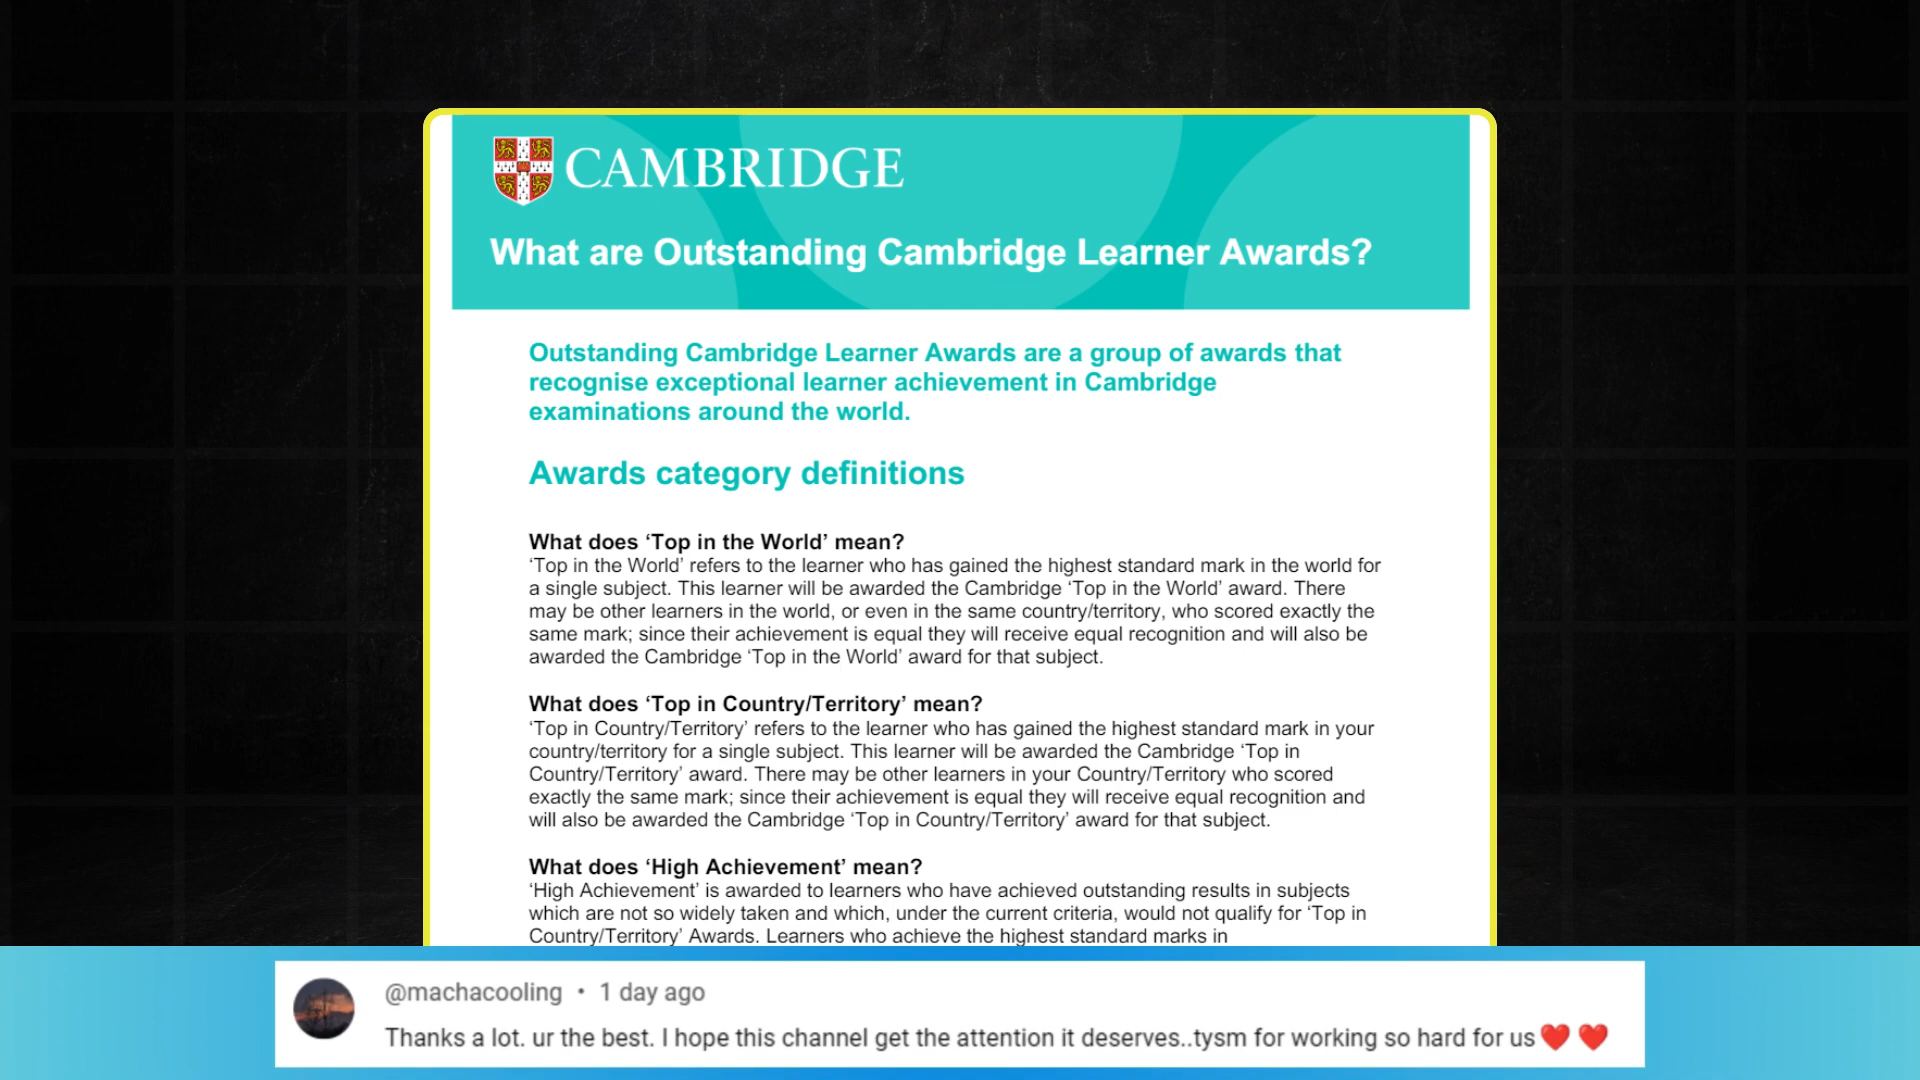 CAMBRIDGE
What are Outstanding Cambridge Learner Awards?
Outstanding Cambridge Learner Awards are a group of awards that
recognise exceptional learner achievement in Cambridge
examinations around the world.
Awards category definitions
What does ‘Top in the World’ mean?
‘Top in the World’ refers to the learner who has gained the highest standard mark in the world for
a single subject. This learner will be awarded the Cambridge ‘Top in the World’ award. There
may be other learners in the world, or even in the same country/territory, who scored exactly the
same mark; since their achievement is equal they will receive equal recognition and will also be
awarded the Cambridge ‘Top in the World’ award for that subject.
What does ‘Top in Country/Territory’ mean?
‘Top in Country/Territory’ refers to the learner who has gained the highest standard mark in your
country/territory for a single subject. This learner will be awarded the Cambridge ‘Top in
Country/Territory’ award. There may be other learners in your Country/Territory who scored
exactly the same mark; since their achievement is equal they will receive equal recognition and
will also be awarded the Cambridge ‘Top in Country/Territory’ award for that subject.
What does ‘High Achievement’ mean?
‘High Achievement’ is awarded to learners who have achieved outstanding results in subjects
which are not so widely taken and which, under the current criteria, would not qualify for ‘Top in
Country/Territory’ Awards. Learners who achieve the highest standard marks in
@machacooling • 1 day ago
Thanks a lot. ur the best. I hope this channel get the attention it deserves..tysm for working so hard for us❤️ ❤️